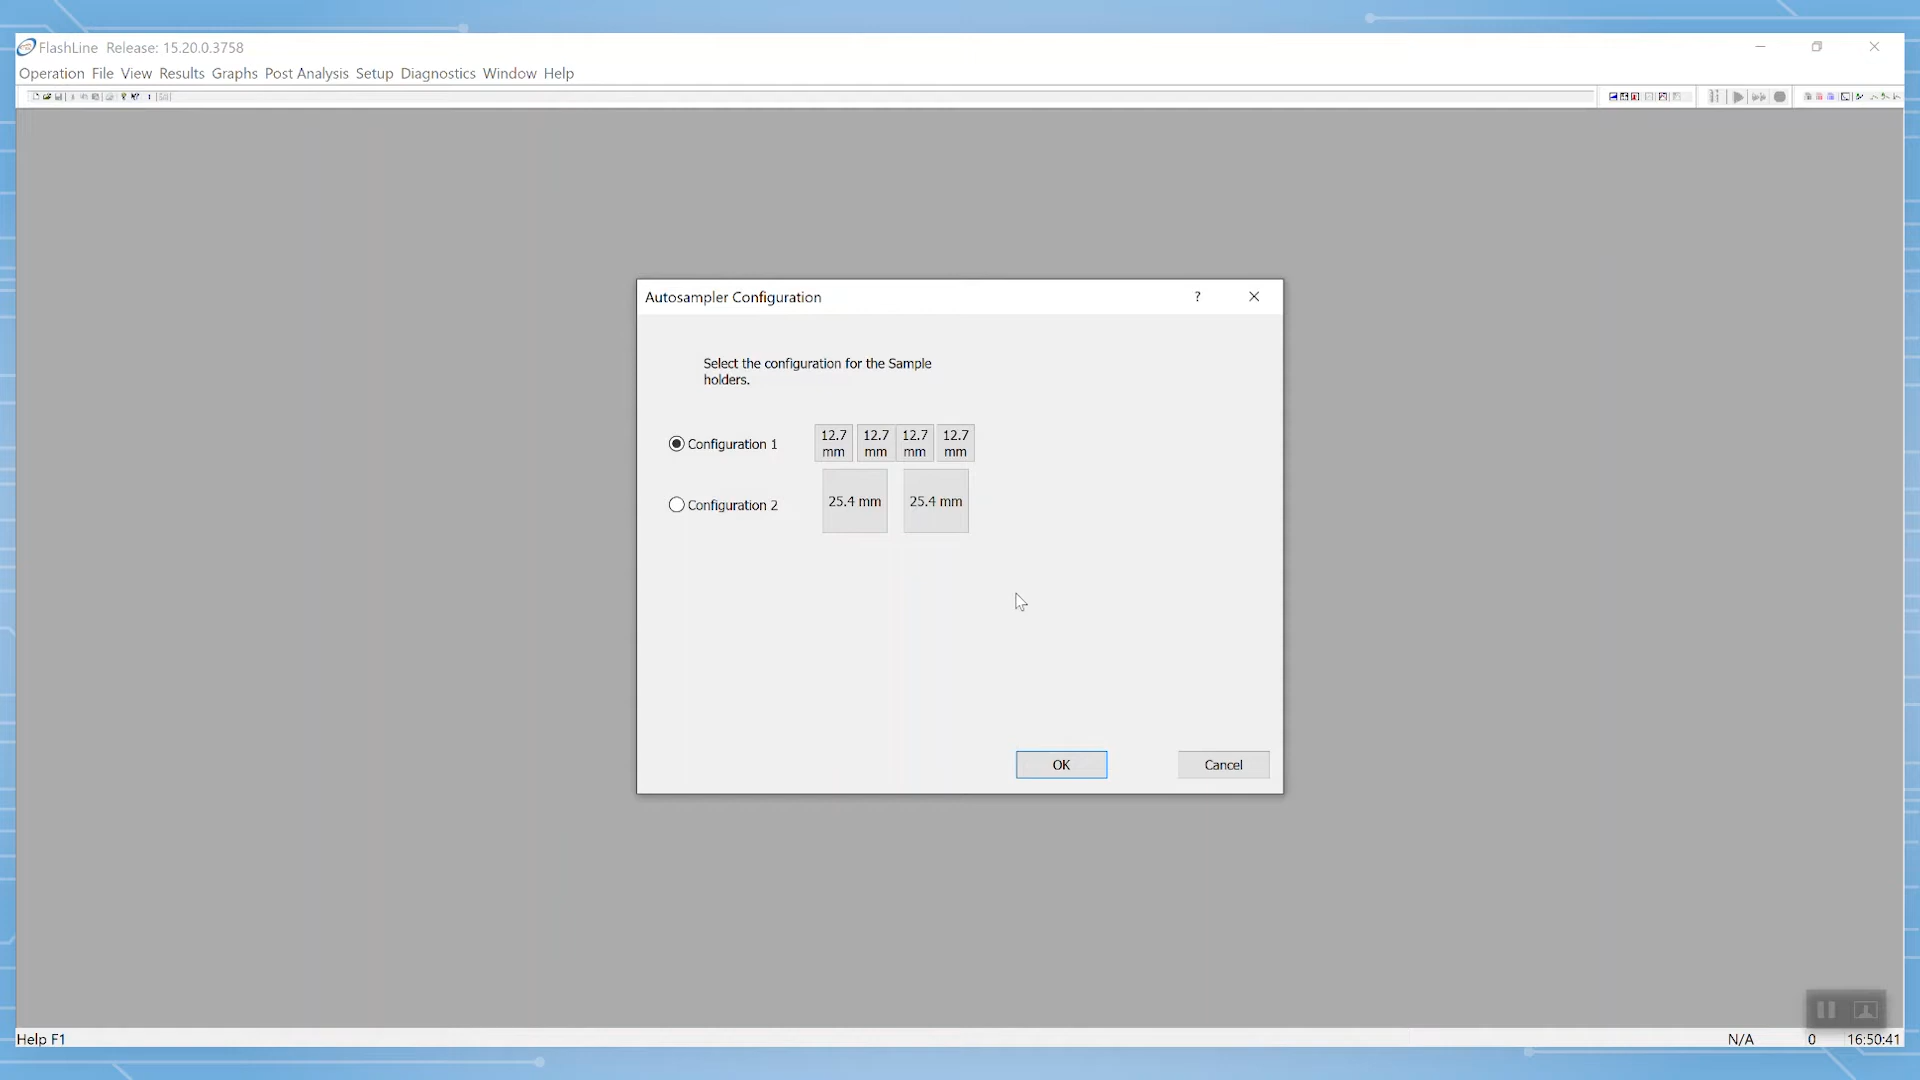 FlashLine Release: 15.20.0.3758
Operation File View Results Graphs Post Analysis Setup Diagnostics Window Help
Autosampler Configuration ?
Select the configuration for the Sample
holders.
Configuration 1
12.7 12.7 12.7 12.7
mm mm mm mm
Configuration 2 25.4 mm 25.4 mm
OK Cancel
Help F1 N/A 0 16:50:41